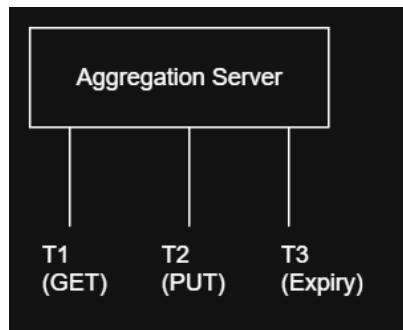 Aggregation Server
T1
(GET)
T2
(PUT)
T3
(Expiry)